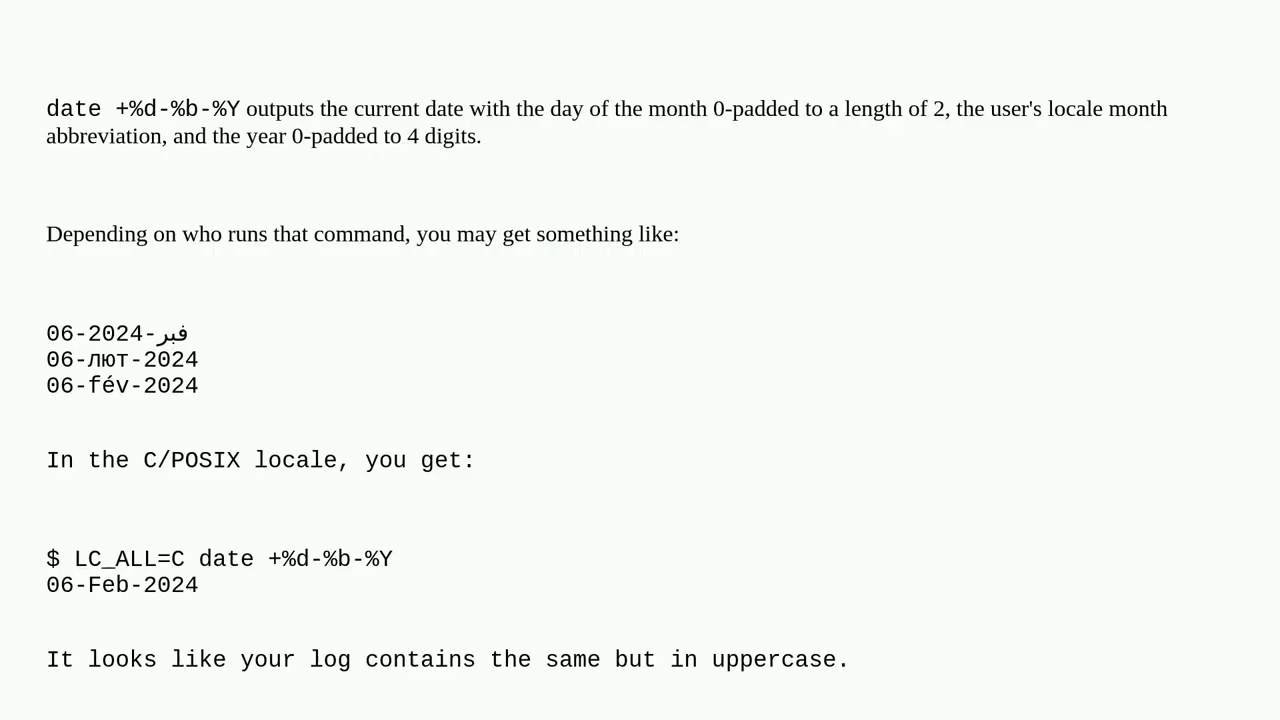 date +%d-%b-%Y outputs the current date with the day of the month 0-padded to a length of 2, the user's locale month
abbreviation, and the year 0-padded to 4 digits.
Depending on who runs that command, you may get something like:
06-2024-فبر
06-лют-2024
06-fév-2024
In the C/POSIX locale, you get:
$ LC_ALL=C date +%d-%b-%Y
06-Feb-2024
It looks like your log contains the same but in uppercase.